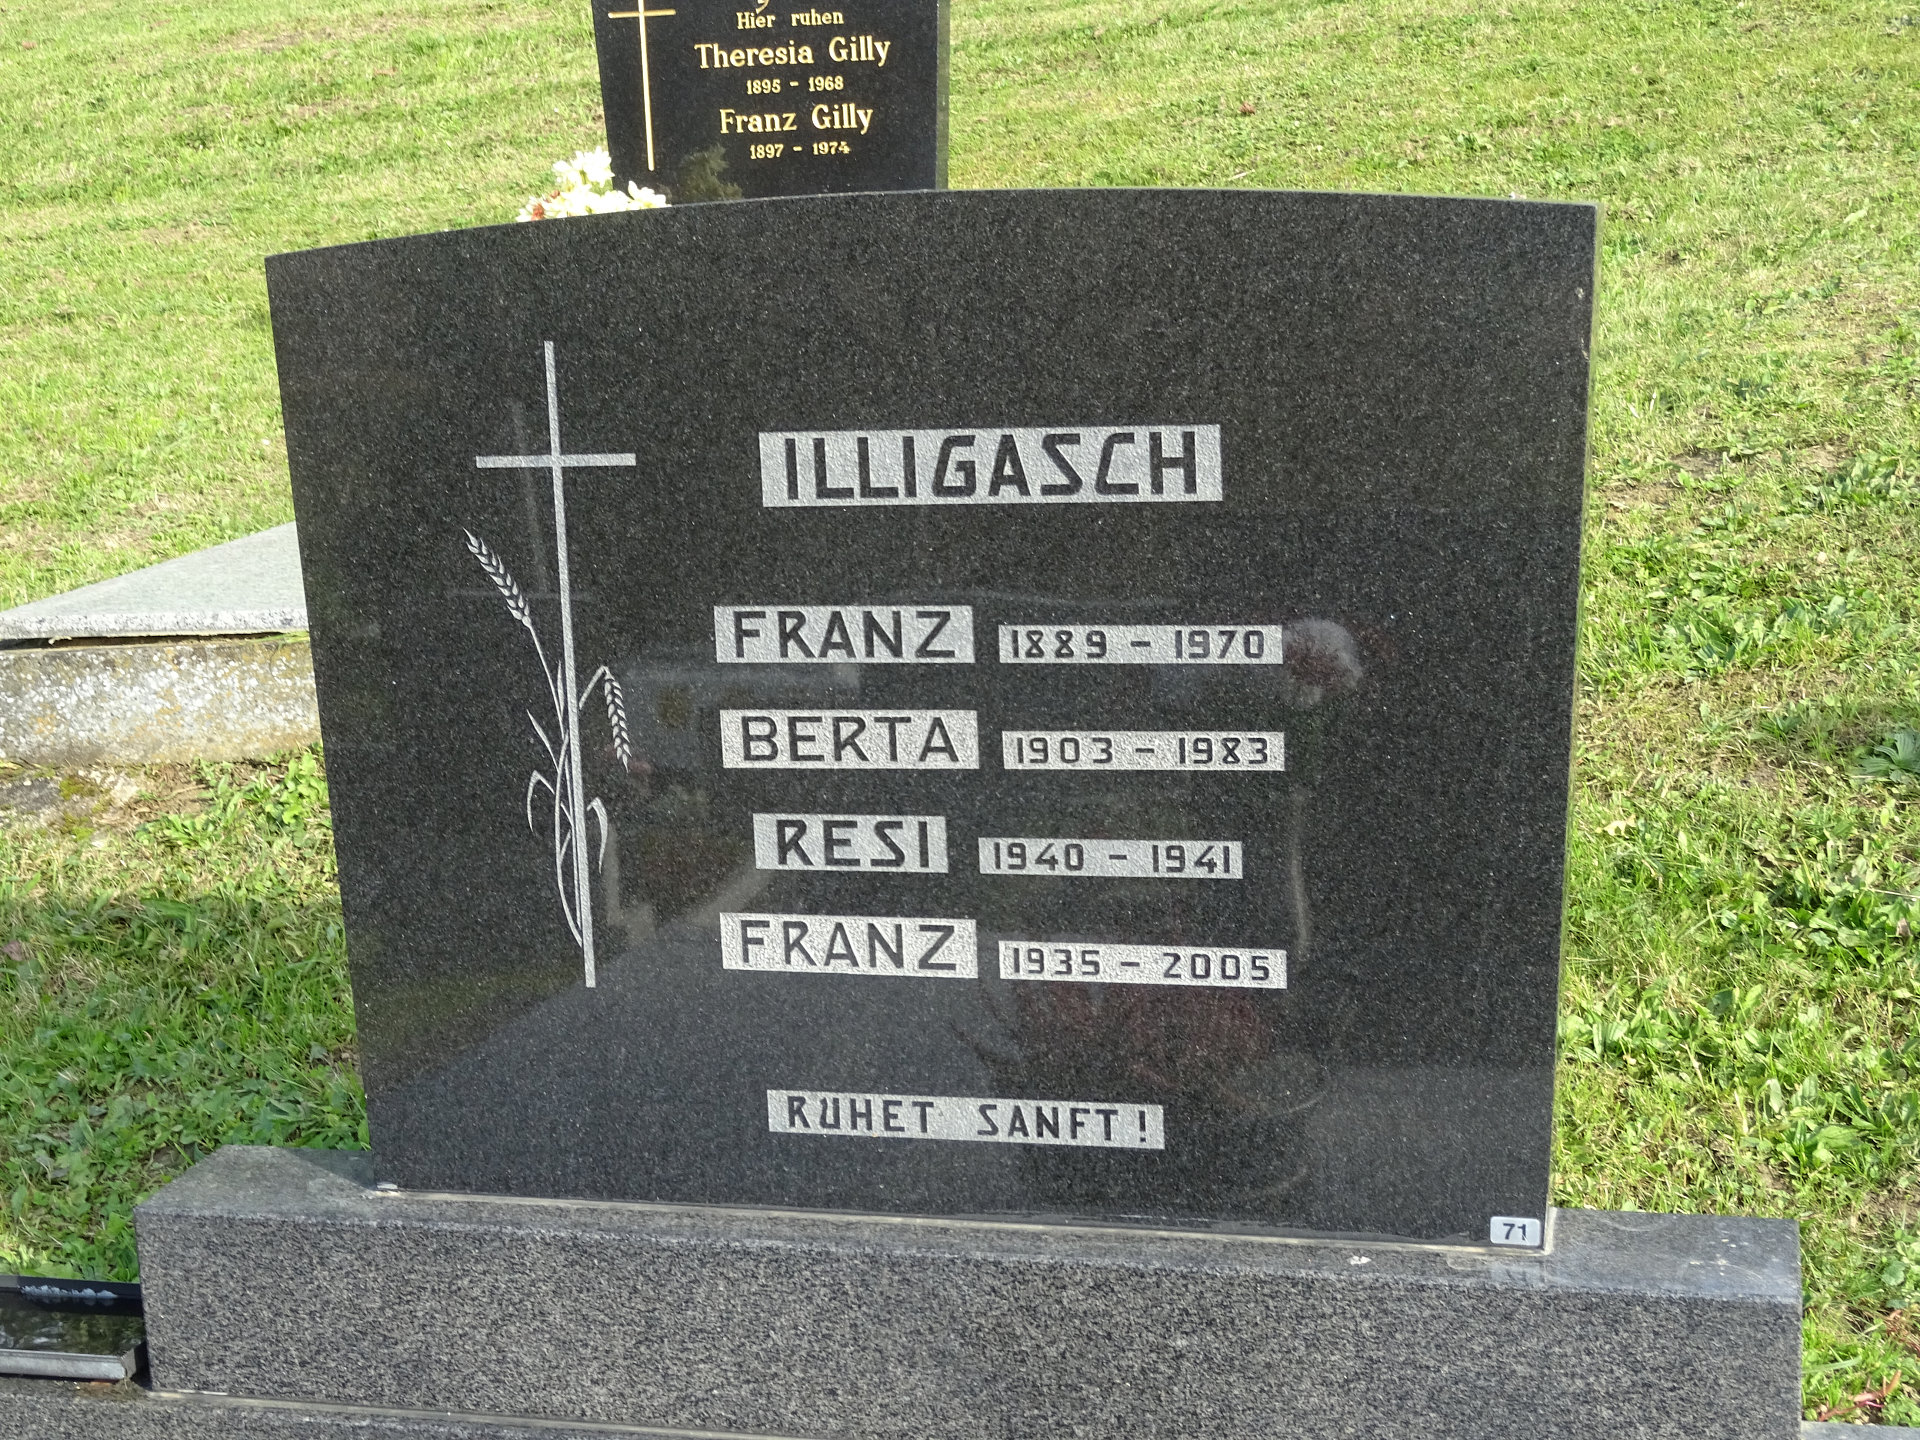 Hier ruhen
Theresia Gilly
1895 - 1968
Franz Gilly
1897 - 1974
ILLIGASCH
FRANZ 1889 - 1970
BERTA 1903 - 1983
RESI 1940 - 1941
FRANZ 1935 - 2005
RUHET SANFT!
71